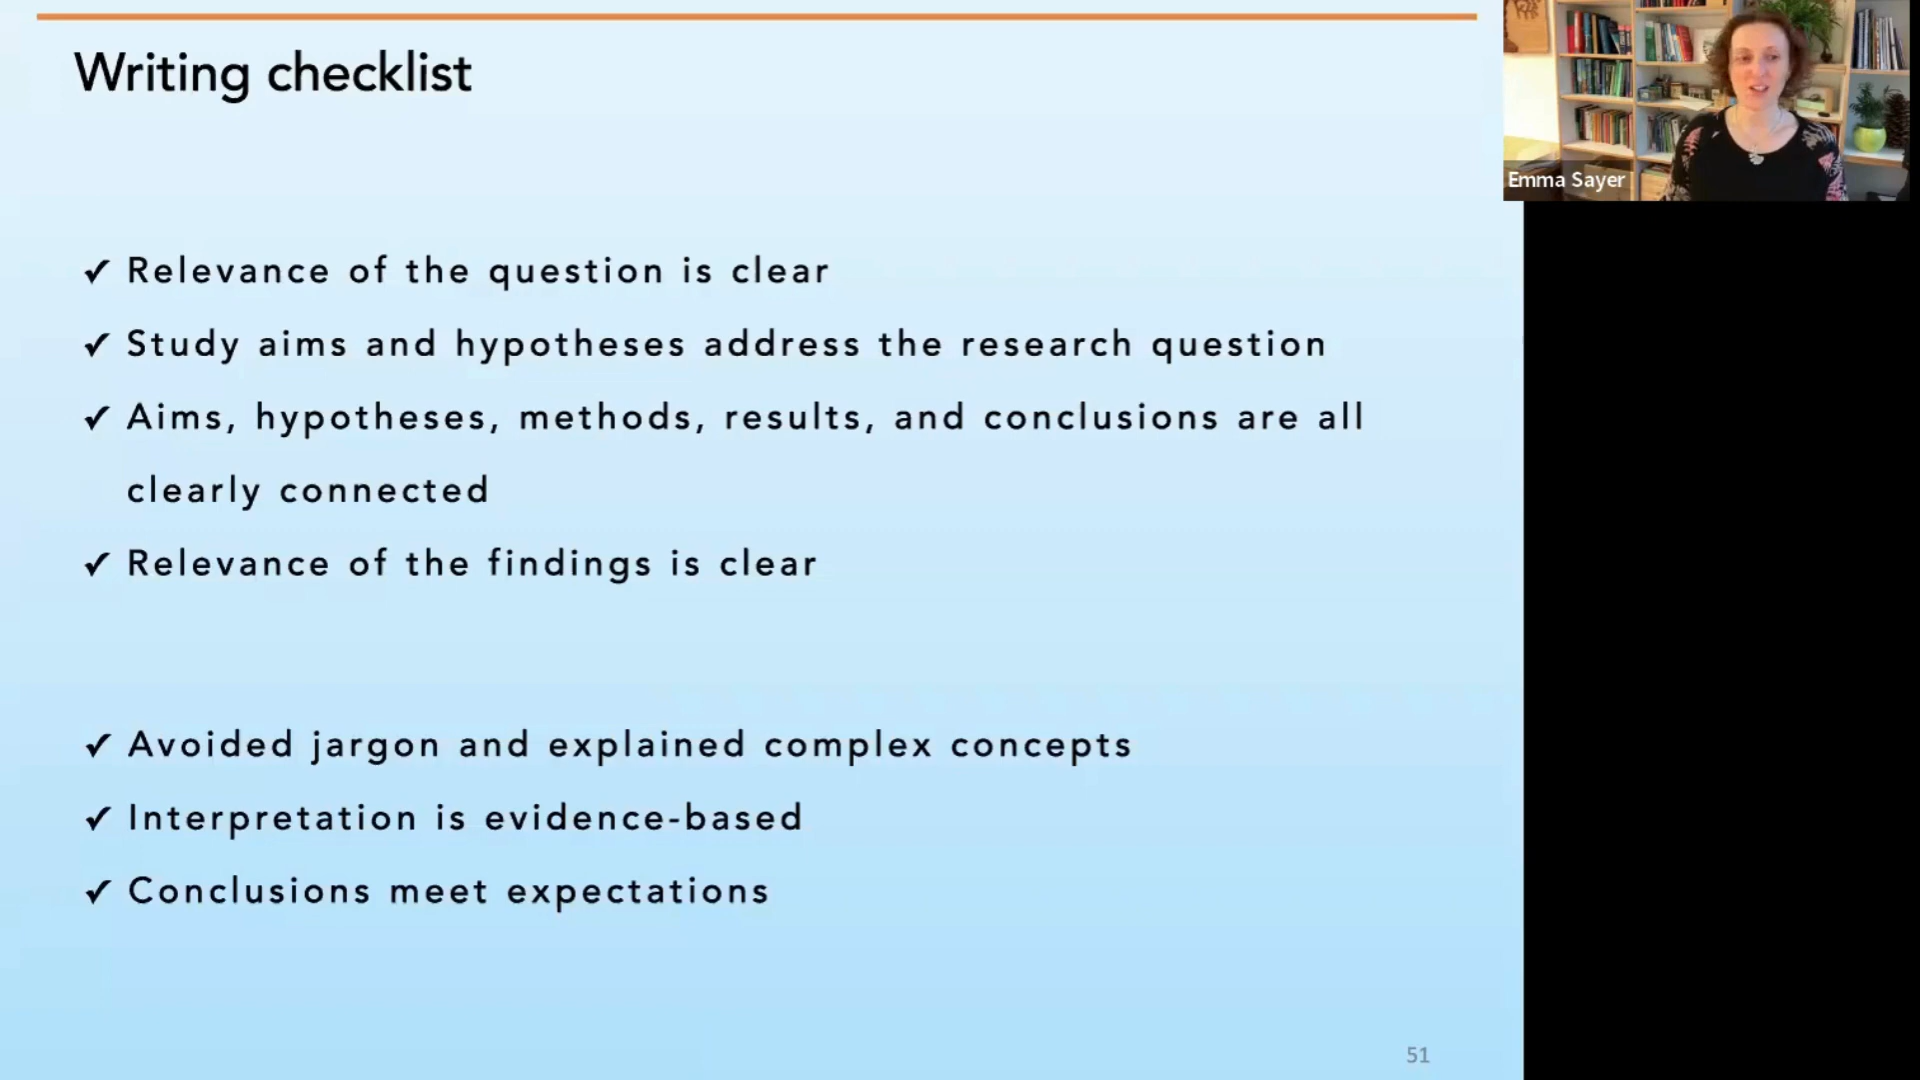 Writing checklist
✓ Relevance of the question is clear
✓ Study aims and hypotheses address the research question
✓ Aims, hypotheses, methods, results, and conclusions are all
clearly connected
✓ Relevance of the findings is clear
✓ Avoided jargon and explained complex concepts
✓ Interpretation is evidence-based
✓ Conclusions meet expectations
51
Emma Sayer